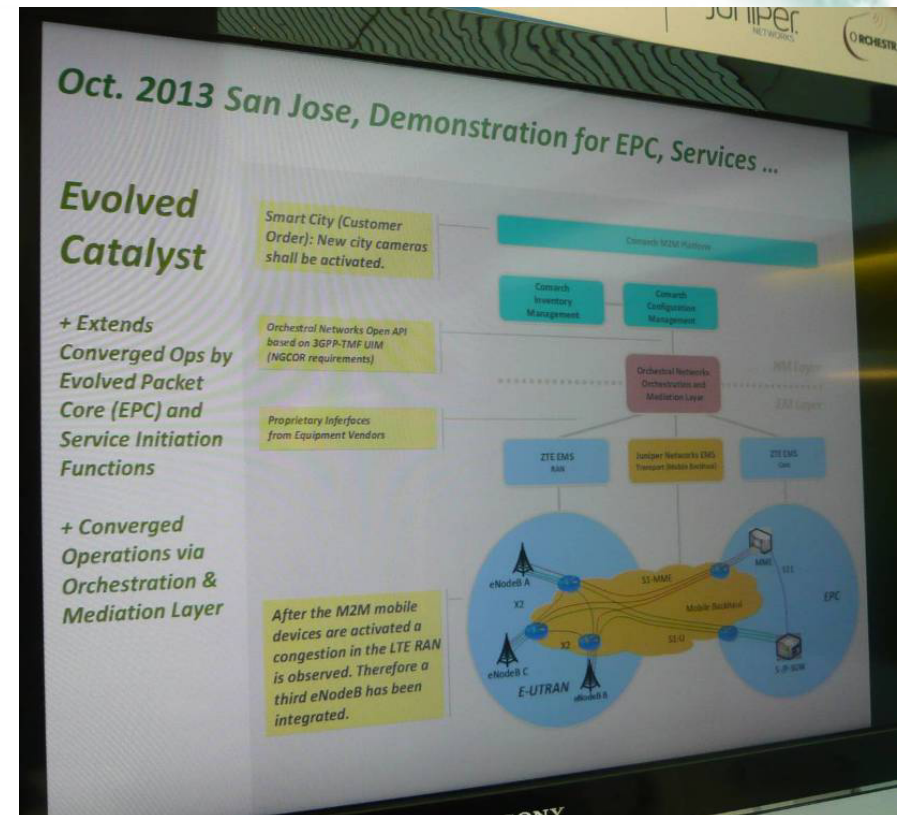 JUNIPER
NETWORKS
ORCHESTR
Oct. 2013 San Jose, Demonstration for EPC, Services ...
Evolved
Catalyst
+ Extends
Converged Ops by
Evolved Packet
Core (EPC) and
Service Initiation
Functions
+ Converged
Operations via
Orchestration &
Mediation Layer
Smart City (Customer
Order): New city cameras
shall be activated.
Orchestral Networks Open API
based on 3GPP-TMF UIM
(NGCOR requirements)
Proprietary Inferfaces
from Equipment Vendors
After the M2M mobile
devices are activated a
congestion in the LTE RAN
is observed. Therefore a
third eNodeB has been
integrated.
Comarch M2M Platform
Comarch
Inventory
Management
Comarch
Configuration
Management
Orchestral Networks
Orchestration and
Mediation Layer
NM Layer
EM Layer
ZTE EMS
RAN
Juniper Networks EMS
Transport (Mobile Backhaul)
ZTE EMS
eNodeB A
X2
eNodeB C
X2
E-UTRAN
eNodeB B
S1-MME
Mobile Backhaul
S1-U
MME
S11
EPC
SONY